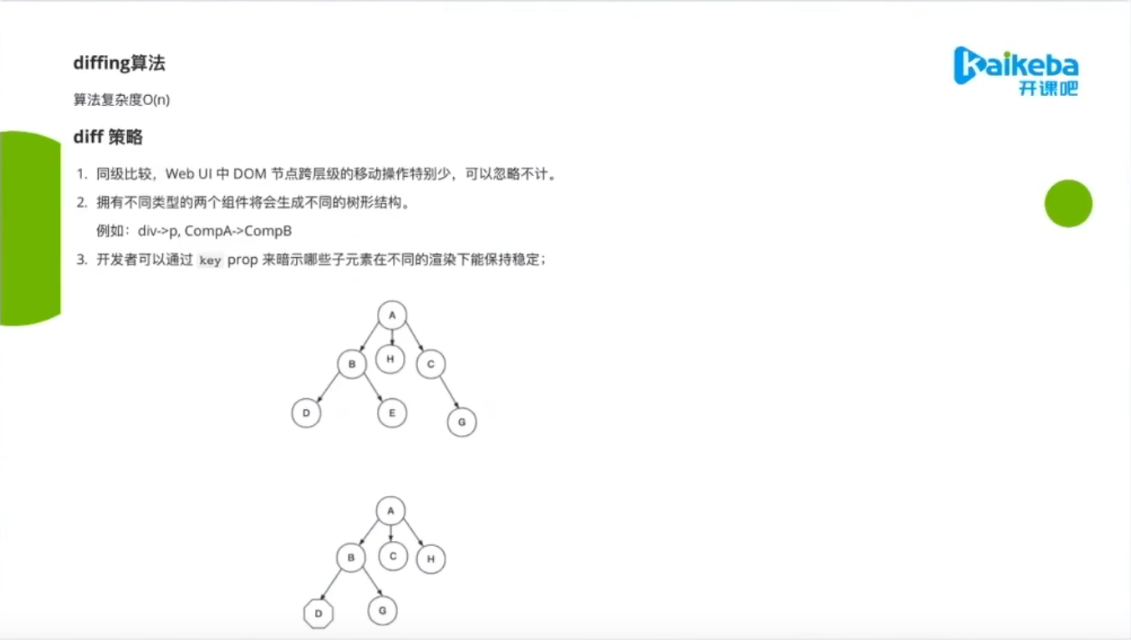 diffing算法
Kaikeba
开课吧
算法复杂度O(n)
diff 策略
1. 同级比较，Web UI 中 DOM 节点跨层级的移动操作特别少，可以忽略不计。
2. 拥有不同类型的两个组件将会生成不同的树形结构。
例如：div->p, CompA->CompB
3. 开发者可以通过 key prop 来暗示哪些子元素在不同的渲染下能保持稳定；
A
B H C
D E G
A
B C H
D G